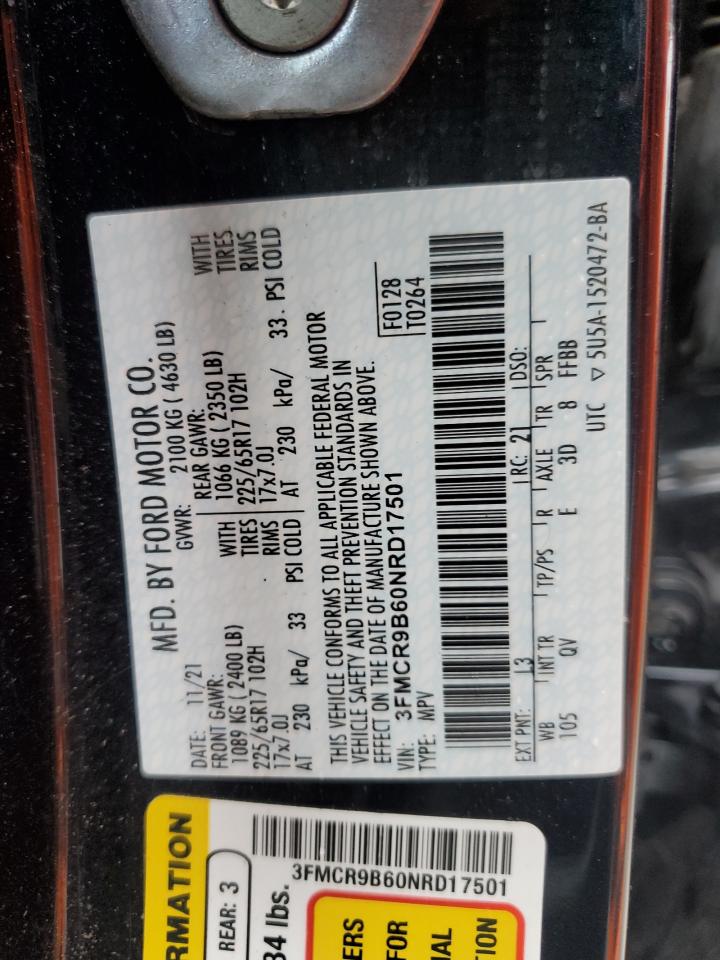 MFD. BY FORD MOTOR CO.
DATE: 11/21 GVWR: 2100 KG ( 4630 LB)
FRONT GAWR: REAR GAWR:
1089 KG ( 2400 LB) WITH 1066 KG ( 2350 LB) WITH
225/65R17 102H TIRES 225/65R17 102H TIRES
17x7.0J RIMS 17x7.0J RIMS
AT 230 kPa/ 33 PSI COLD AT 230 kPa/ 33 PSI COLD
THIS VEHICLE CONFORMS TO ALL APPLICABLE FEDERAL MOTOR
VEHICLE SAFETY AND THEFT PREVENTION STANDARDS IN
EFFECT ON THE DATE OF MANUFACTURE SHOWN ABOVE.
VIN: 3FMCR9B60NRD17501 F0128
TYPE: MPV T0264
EXT PNT: L3 RC: 21 DSO:
WB INT TR TP/PS R AXLE TR SPR
105 QV E 3D 8 FFBB
UTC ▽ 5U5A-1520472-BA
RMATION
REAR: 3
34 lbs.
3FMCR9B60NRD17501
ERS
FOR
IAL
TION